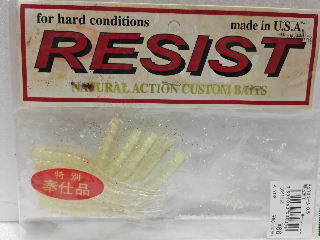 for hard conditions
made in U.S.A.
RESIST
NATURAL ACTION CUSTOM BAITS
特別
奉仕品